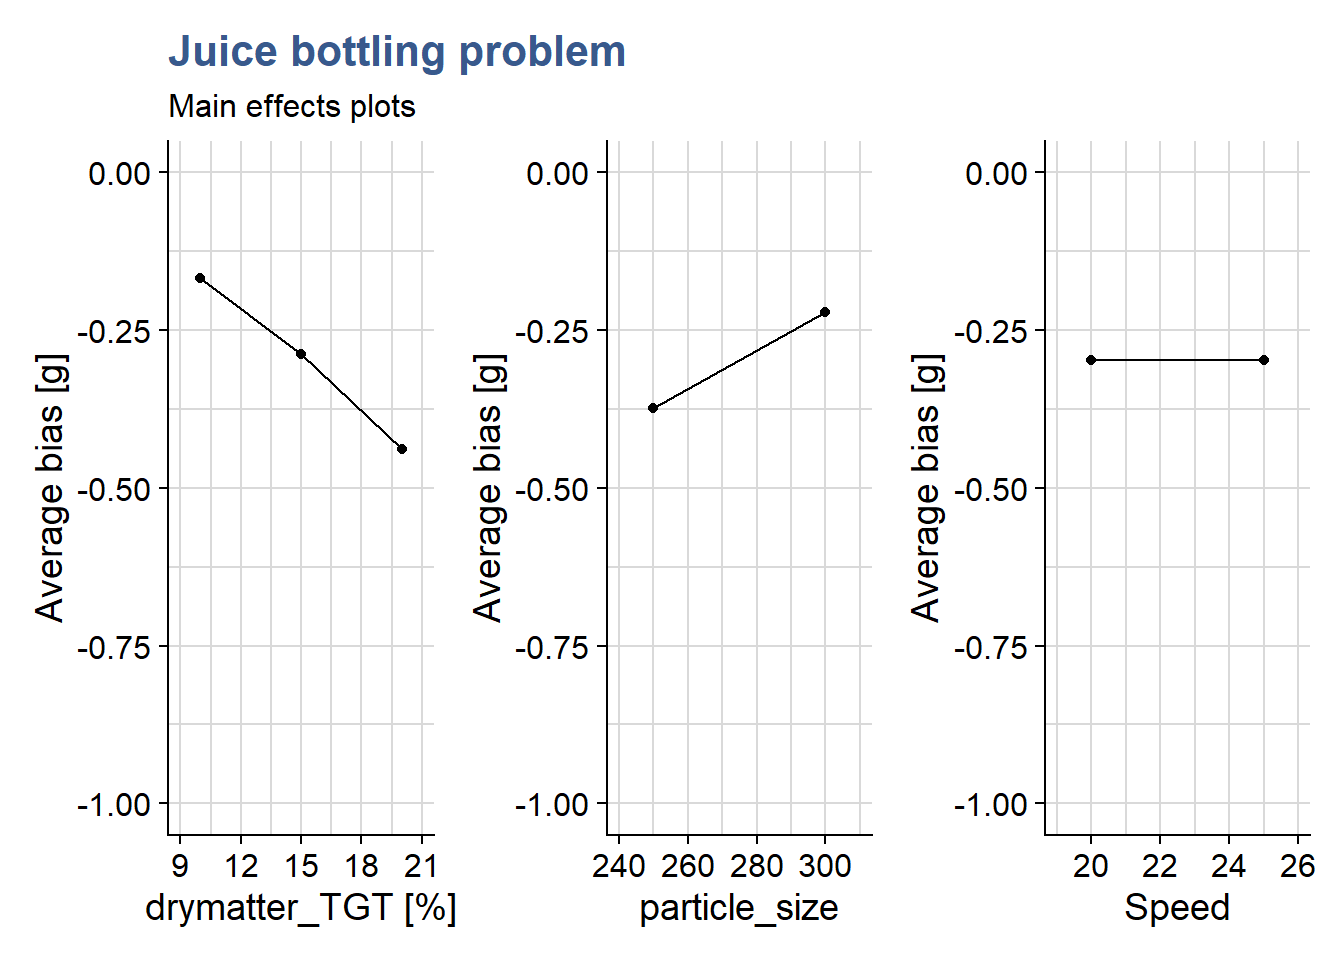 Juice bottling problem
Main effects plots
Average bias [g]
0.00
-0.25
-0.50
-0.75
-1.00
9 12 15 18 21
drymatter_TGT [%]
Average bias [g]
0.00
-0.25
-0.50
-0.75
-1.00
240 260 280 300
particle_size
Average bias [g]
0.00
-0.25
-0.50
-0.75
-1.00
20 22 24 26
Speed